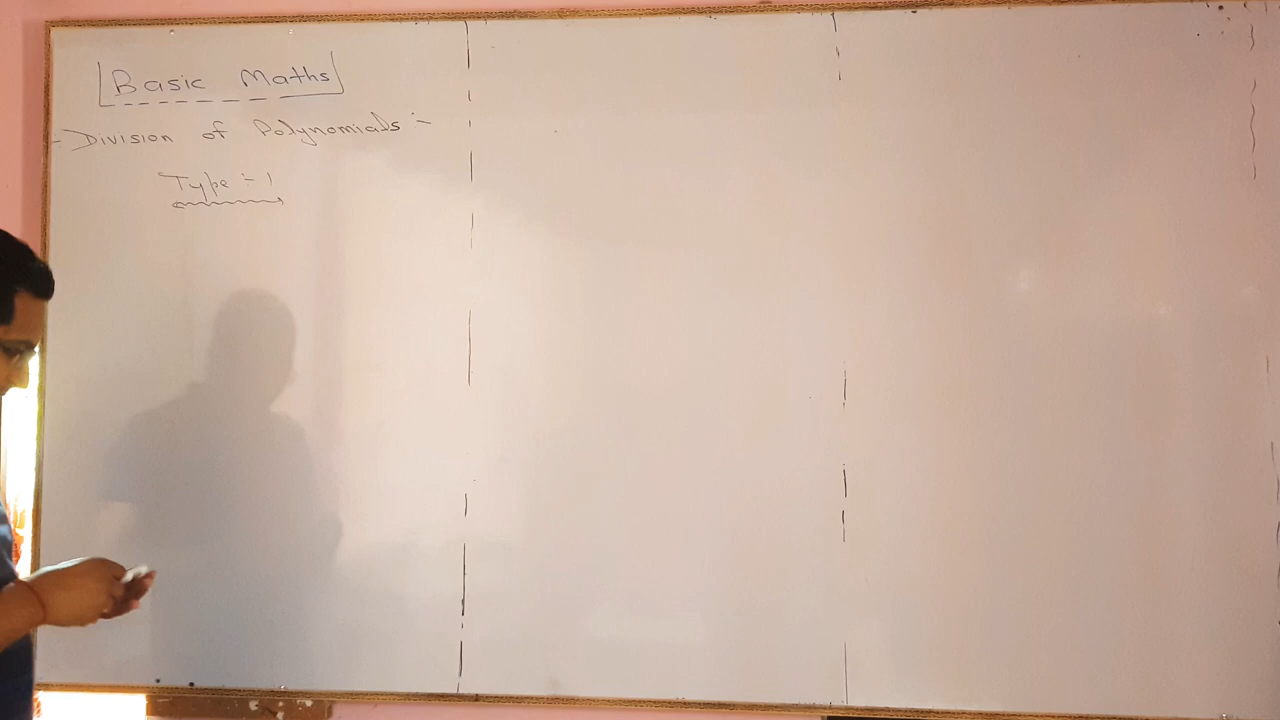 Basic Maths
- Division of Polynomials :-
Type :- 1